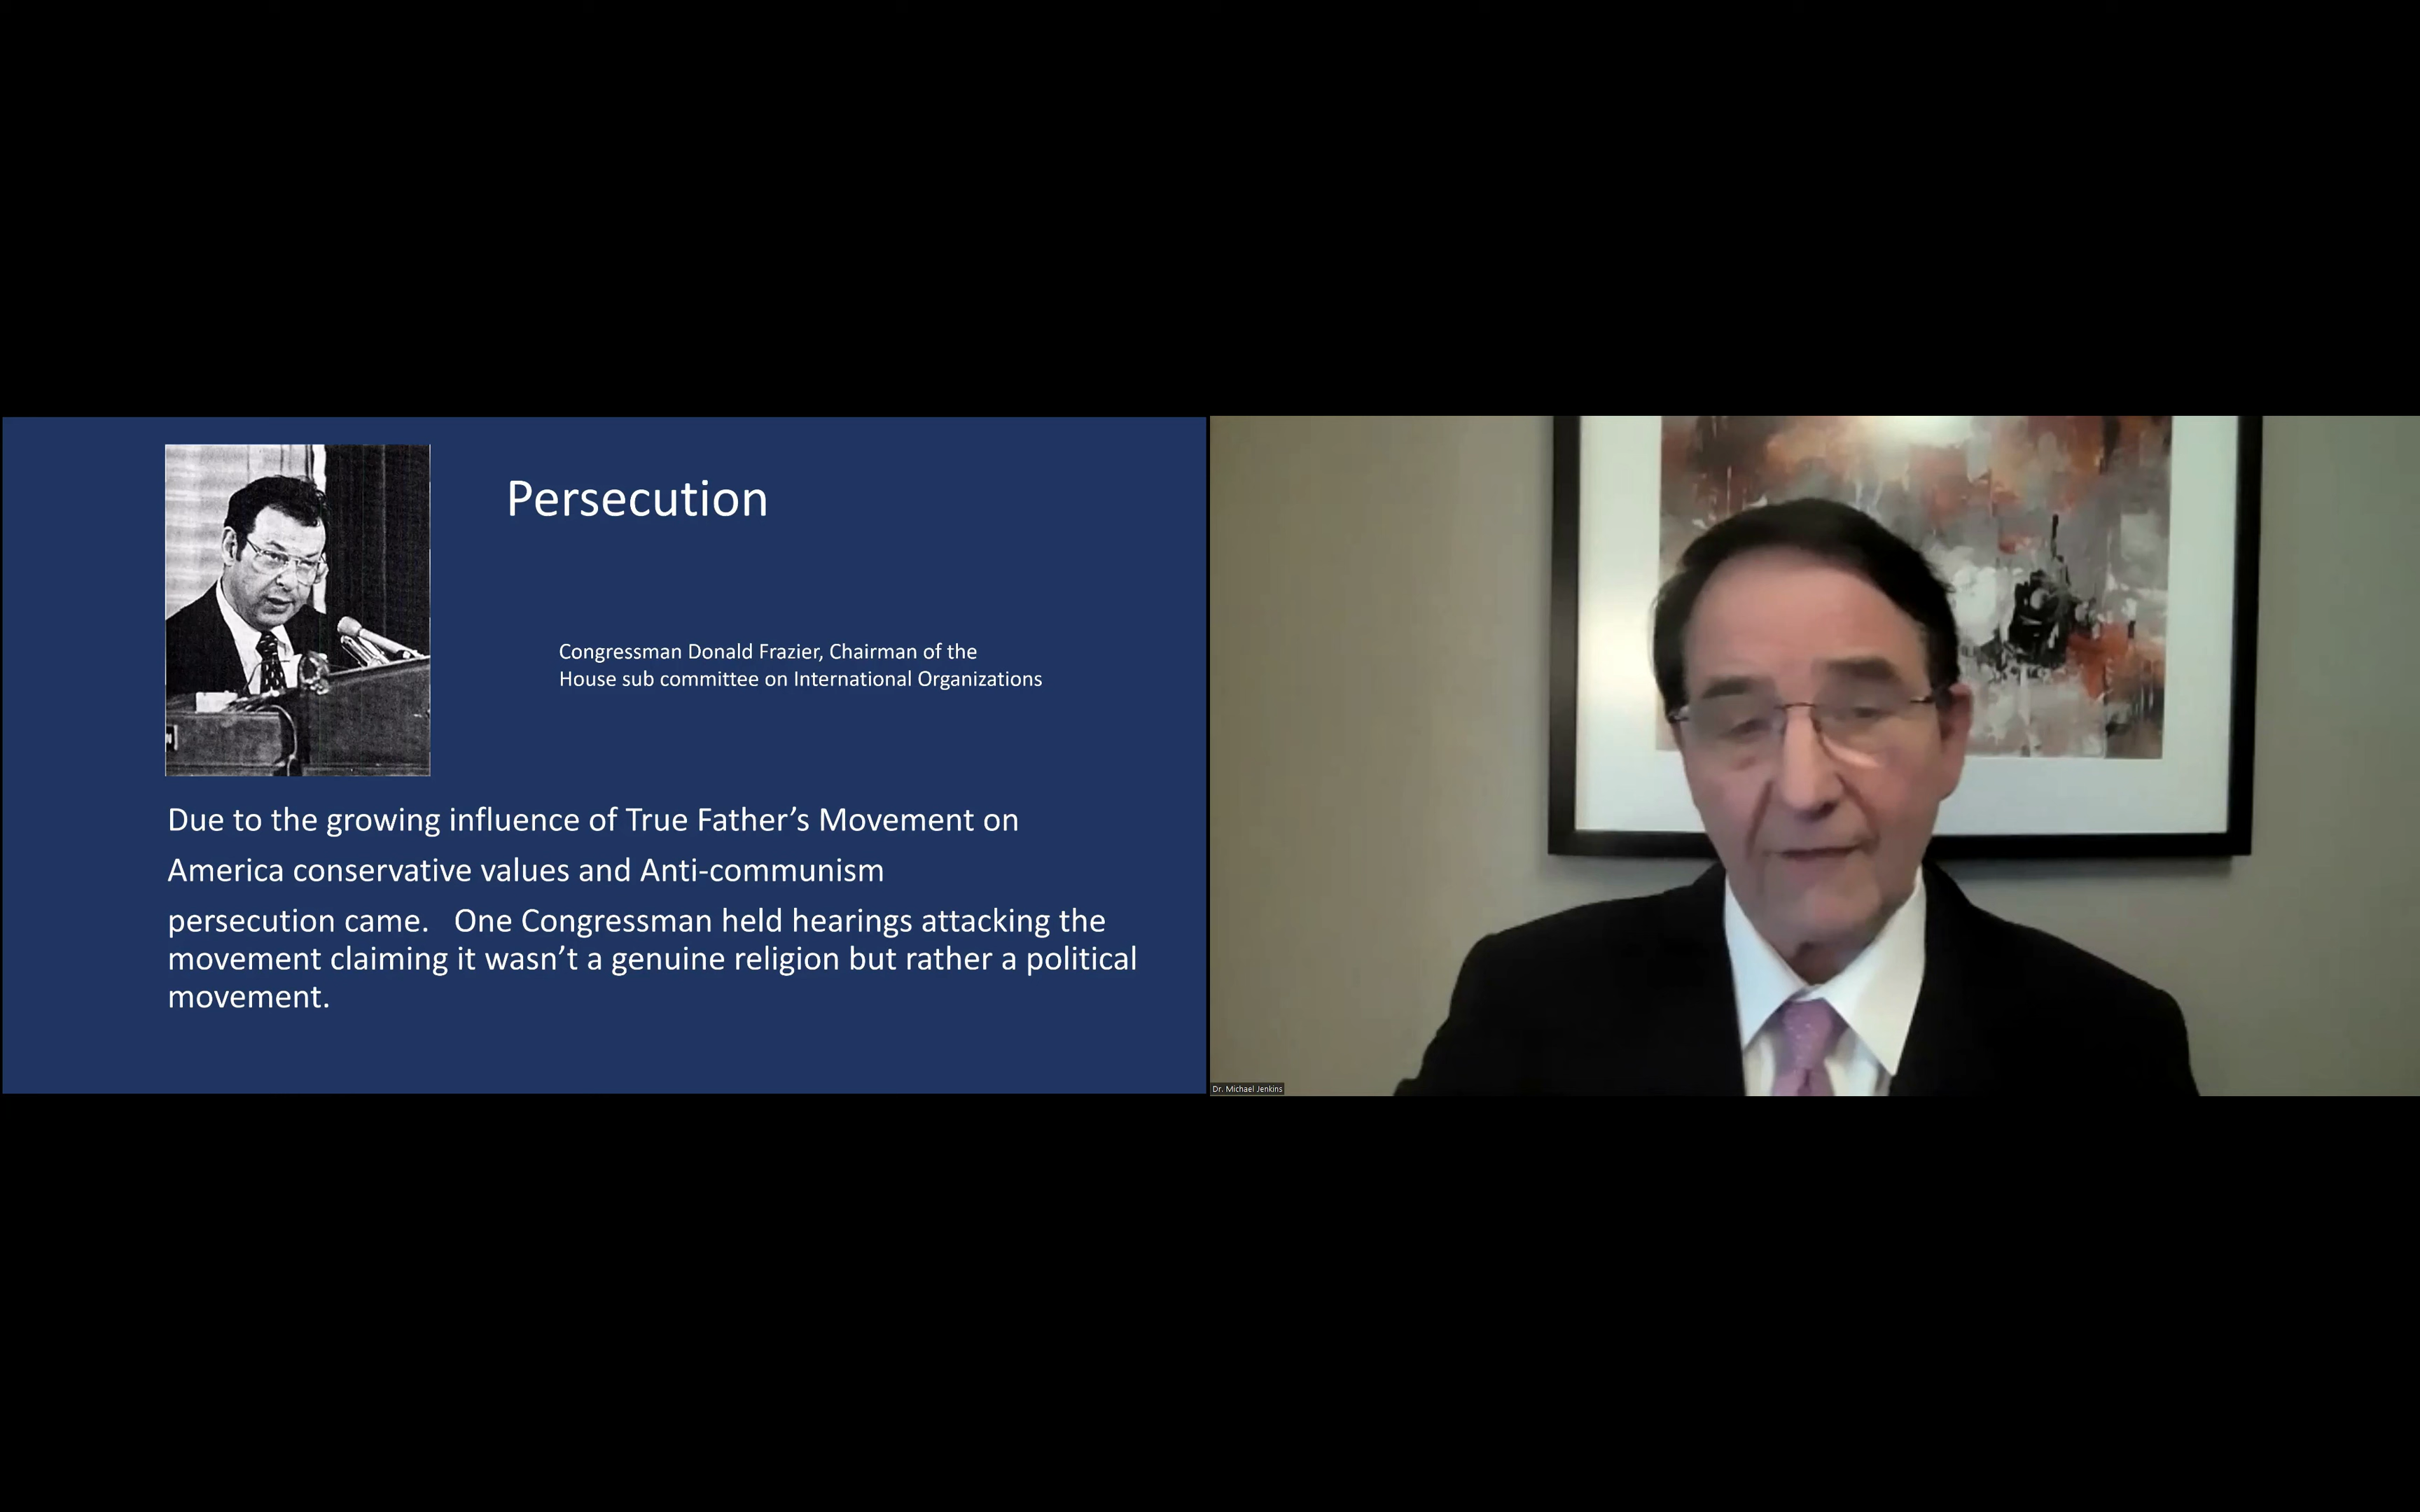 Persecution
Congressman Donald Frazier, Chairman of the
House sub committee on International Organizations
Due to the growing influence of True Father’s Movement on
America conservative values and Anti-communism
persecution came.   One Congressman held hearings attacking the
movement claiming it wasn’t a genuine religion but rather a political
movement.
Dr. Michael Jenkins